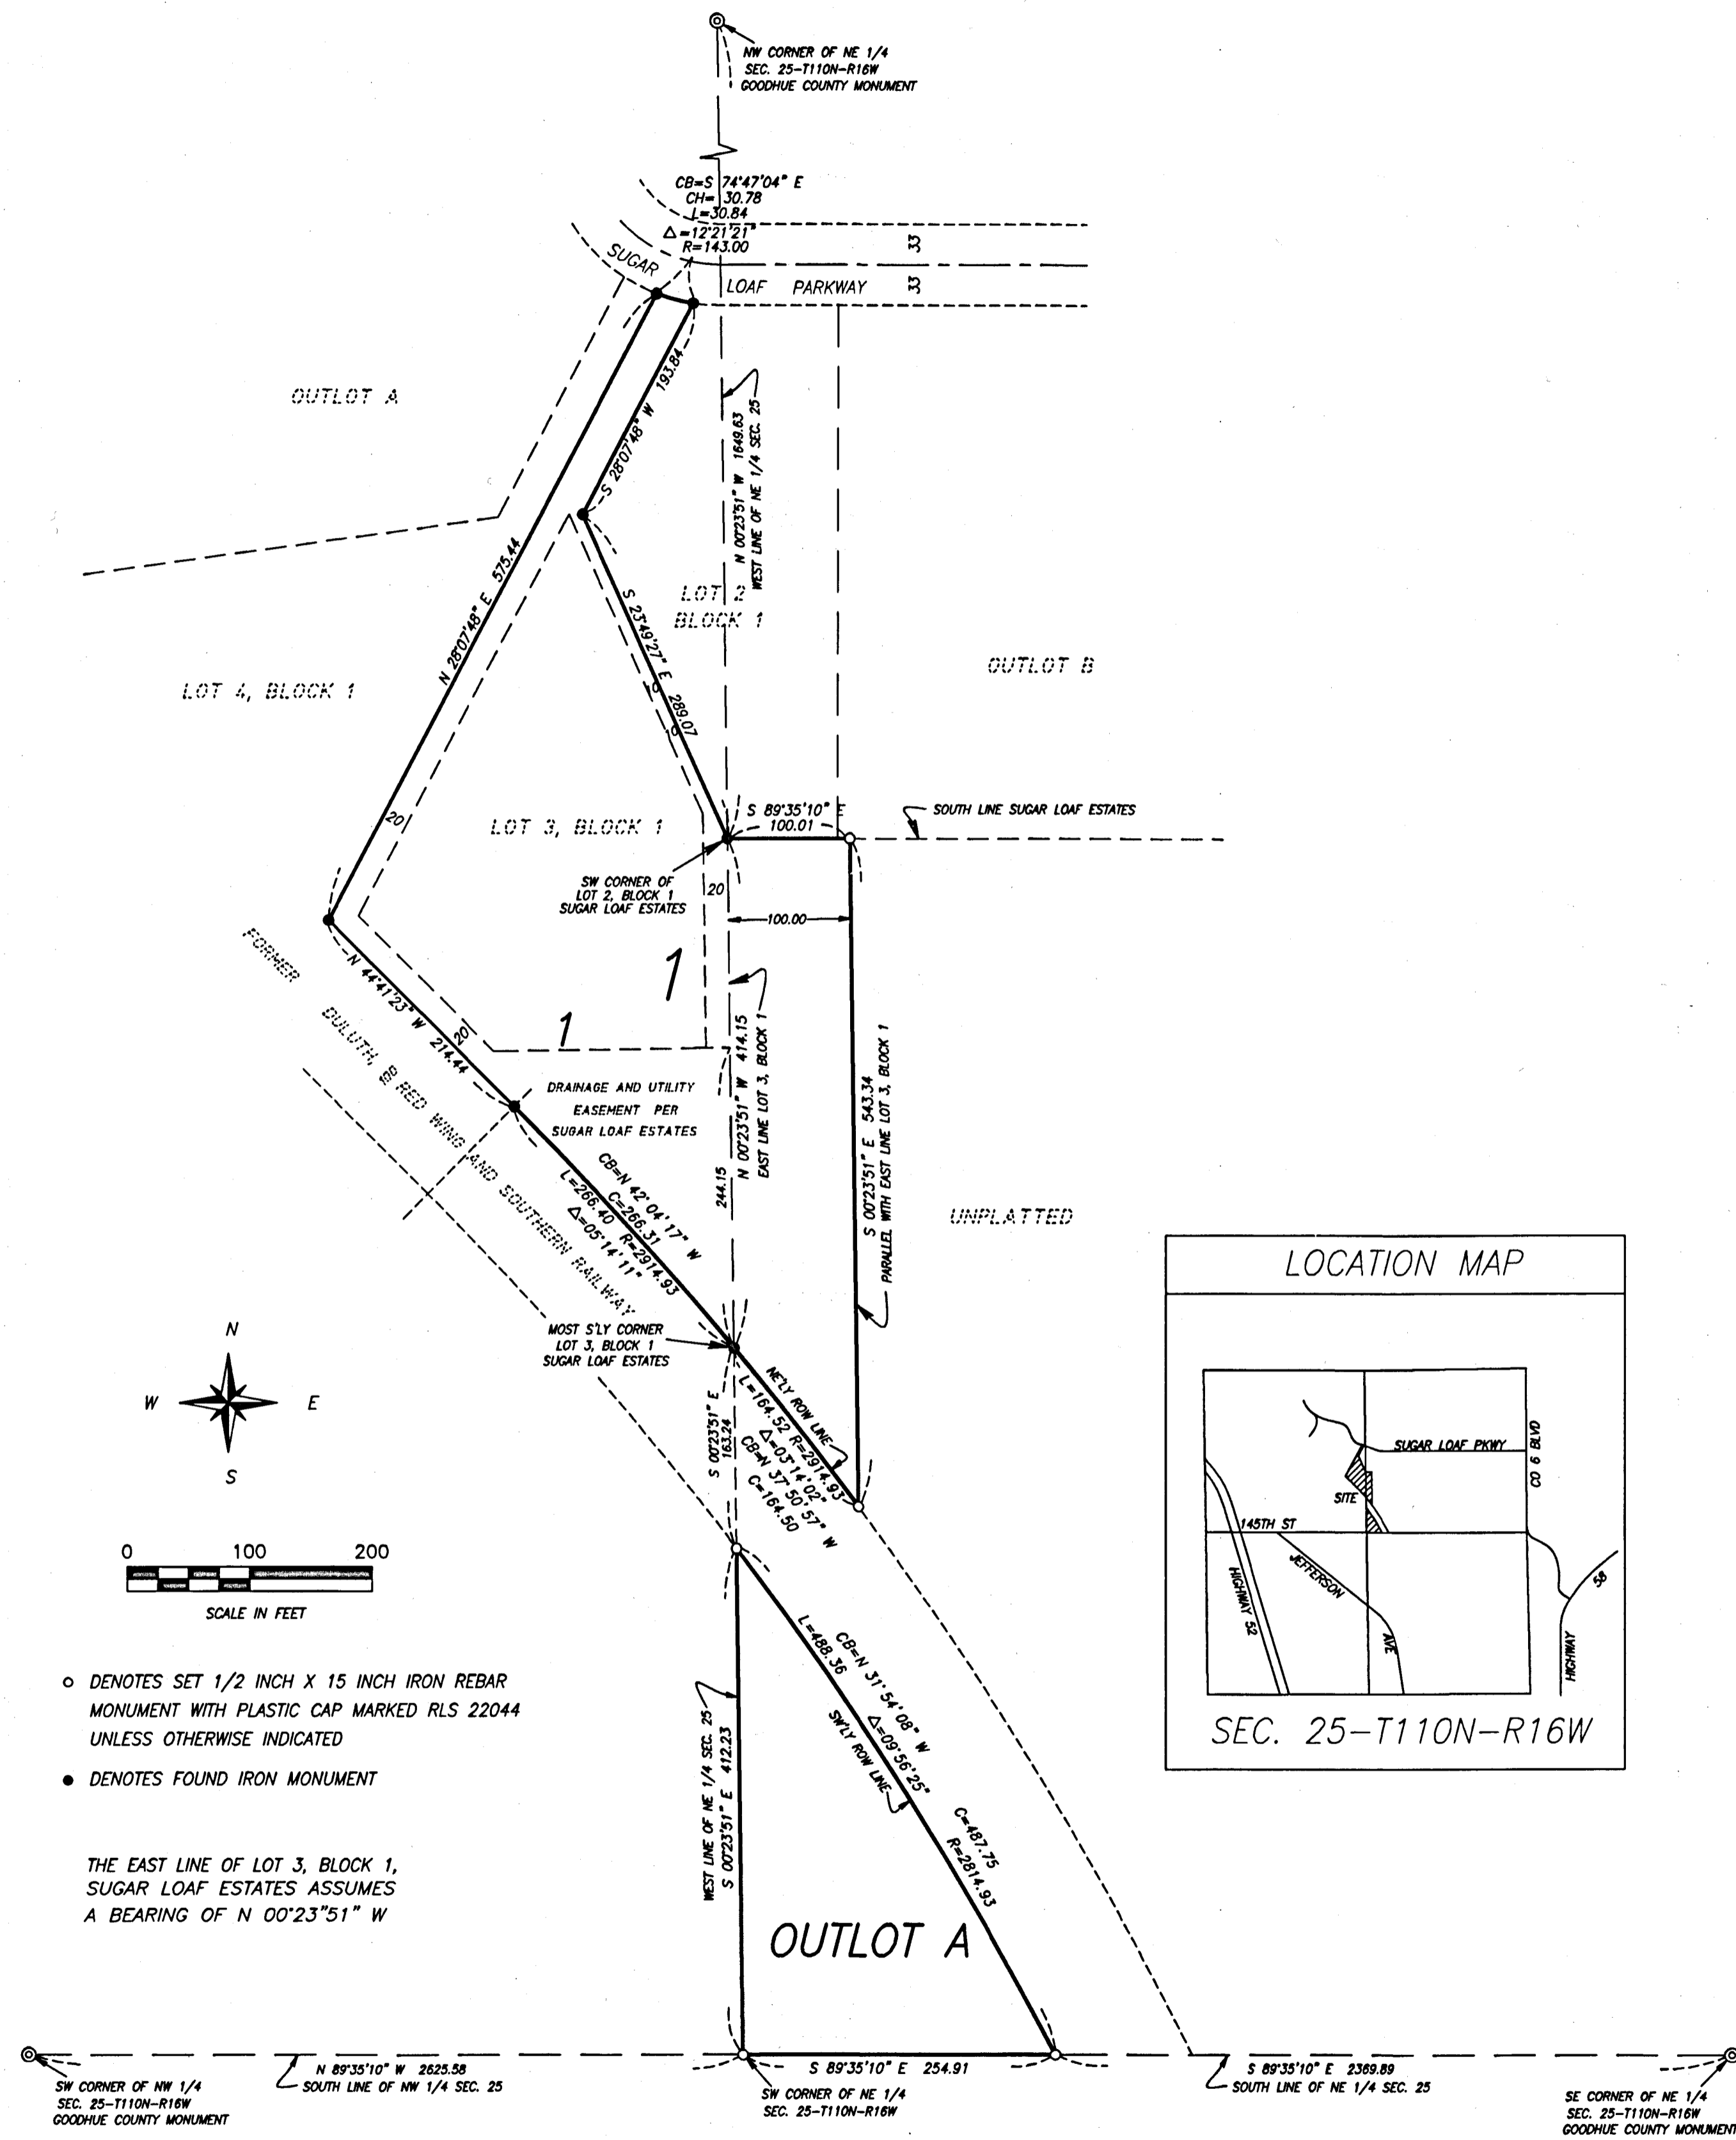 NW CORNER OF NE 1/4
SEC. 25-T110N-R16W
GOODHUE COUNTY MONUMENT
CB=S 74°47'04" E
CH= 30.78
L=30.84
Δ=12°21'21"
R=143.00
33
33
SUGAR
LOAF PARKWAY
OUTLOT A
S 28°07'48" W 193.84
N 00°23'51" W 1649.63
WEST LINE OF NE 1/4 SEC. 25
N 28°07'48" E 575.44
LOT 2
BLOCK 1
S 23°49'27" E 289.07
10
10
OUTLOT B
LOT 4, BLOCK 1
20
LOT 3, BLOCK 1
S 89°35'10" E
100.01
SOUTH LINE SUGAR LOAF ESTATES
SW CORNER OF
LOT 2, BLOCK 1
SUGAR LOAF ESTATES
20
100.00
FORMER
DULUTH, RED WING AND SOUTHERN RAILWAY
100
N 44°41'23" W 214.44
20
1
1
N 00°23'51" W 414.15
EAST LINE LOT 3, BLOCK 1
244.15
DRAINAGE AND UTILITY
EASEMENT PER
SUGAR LOAF ESTATES
S 00°23'51" E 543.34
PARALLEL WITH EAST LINE LOT 3, BLOCK 1
CB=N 42°04'17" W
C=266.31
L=266.40 R=2914.93
Δ=05°14'11"
UNPLATTED
MOST S'LY CORNER
LOT 3, BLOCK 1
SUGAR LOAF ESTATES
NE'LY ROW LINE
L=164.52 R=2914.93
Δ=03°14'02"
CB=N 37°50'57" W
C=164.50
S 00°23'51" E
163.24
N
W E
S
0 100 200
SCALE IN FEET
DENOTES SET 1/2 INCH X 15 INCH IRON REBAR
MONUMENT WITH PLASTIC CAP MARKED RLS 22044
UNLESS OTHERWISE INDICATED
DENOTES FOUND IRON MONUMENT
THE EAST LINE OF LOT 3, BLOCK 1,
SUGAR LOAF ESTATES ASSUMES
A BEARING OF N 00°23"51" W
WEST LINE OF NE 1/4 SEC. 25
S 00°23'51" E 412.23
L=488.36
CB=N 31°54'08" W
Δ=09°56'25"
SW'LY ROW LINE
C=487.75
R=2814.93
OUTLOT A
LOCATION MAP
SUGAR LOAF PKWY
CO 6 BLVD
SITE
145TH ST
JEFFERSON
AVE
HIGHWAY 52
HIGHWAY
58
SEC. 25-T110N-R16W
N 89°35'10" W 2625.58
SOUTH LINE OF NW 1/4 SEC. 25
S 89°35'10" E 254.91
S 89°35'10" E 2369.89
SOUTH LINE OF NE 1/4 SEC. 25
SW CORNER OF NW 1/4
SEC. 25-T110N-R16W
GOODHUE COUNTY MONUMENT
SW CORNER OF NE 1/4
SEC. 25-T110N-R16W
SE CORNER OF NE 1/4
SEC. 25-T110N-R16W
GOODHUE COUNTY MONUMENT